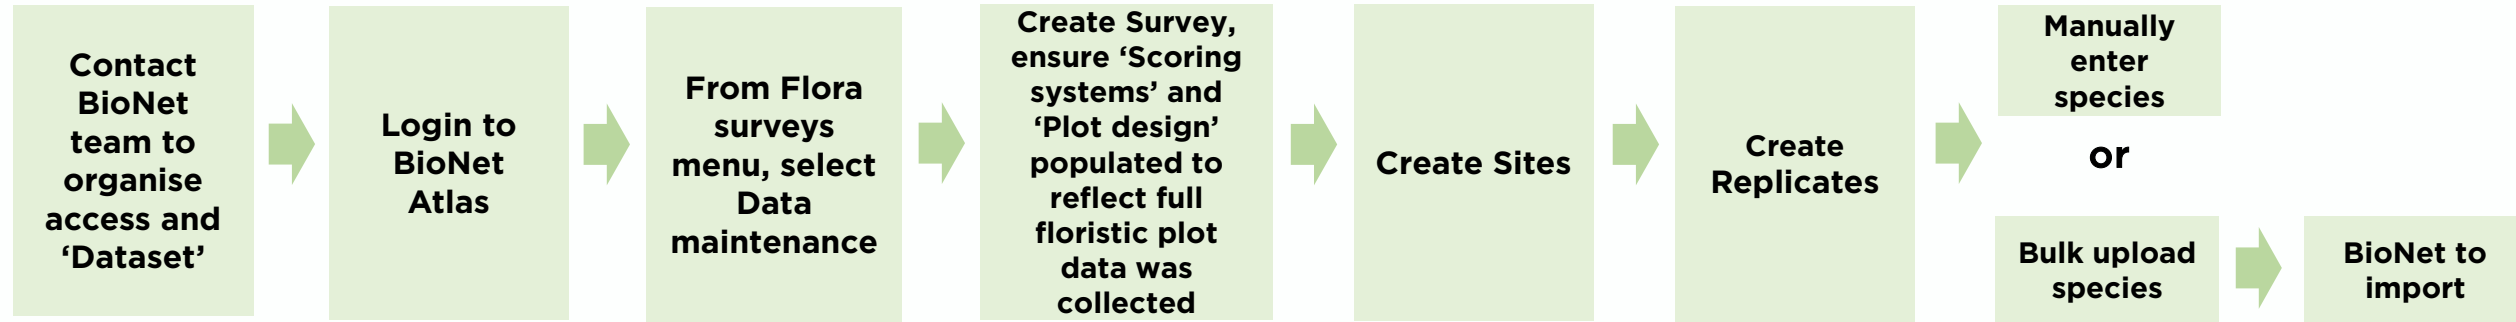 Contact
BioNet
team to
organise
access and
‘Dataset’
Login to
BioNet
Atlas
From Flora
surveys
menu, select
Data
maintenance
Create Survey,
ensure ‘Scoring
systems’ and
‘Plot design’
populated to
reflect full
floristic plot
data was
collected
Create Sites
Create
Replicates
Manually
enter
species
or
Bulk upload
species
BioNet to
import